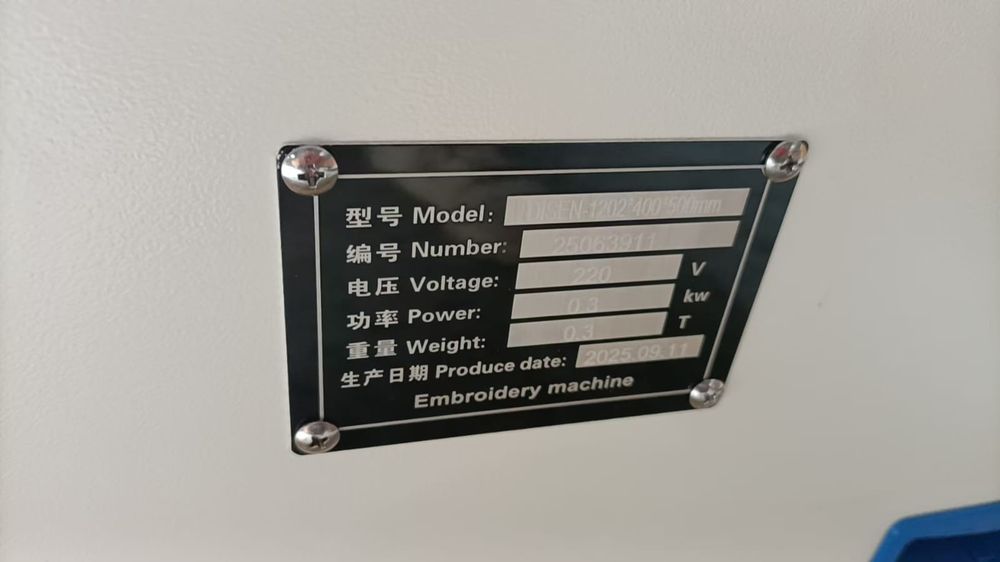 型号 Model: DISEN-1202*400*500mm
编号 Number: 25063911
电压 Voltage: 220 V
功率 Power: 0.3 kw
重量 Weight: 0.3 T
生产日期 Produce date: 2025.09.11
Embroidery machine